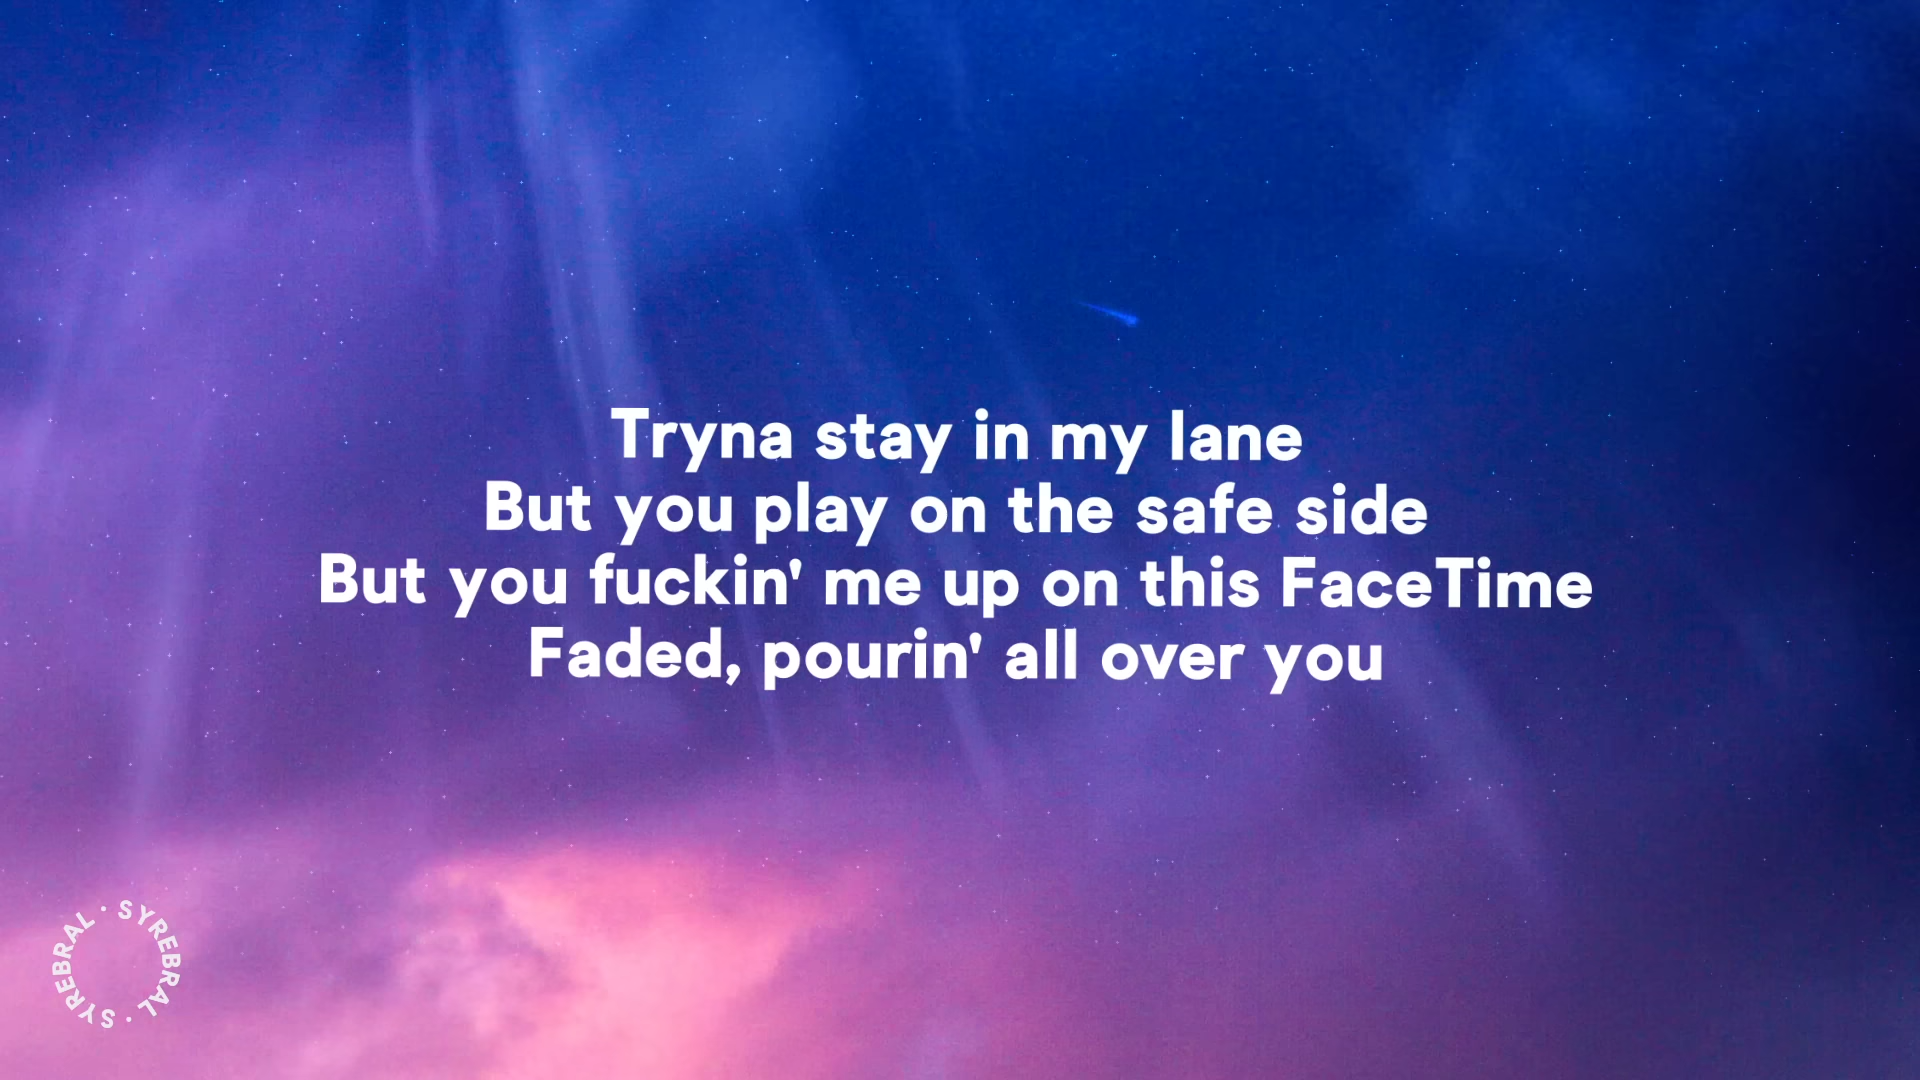 Tryna stay in my lane
But you play on the safe side
But you fuckin' me up on this FaceTime
Faded, pourin' all over you
SYREBRAL · SYREBRAL ·